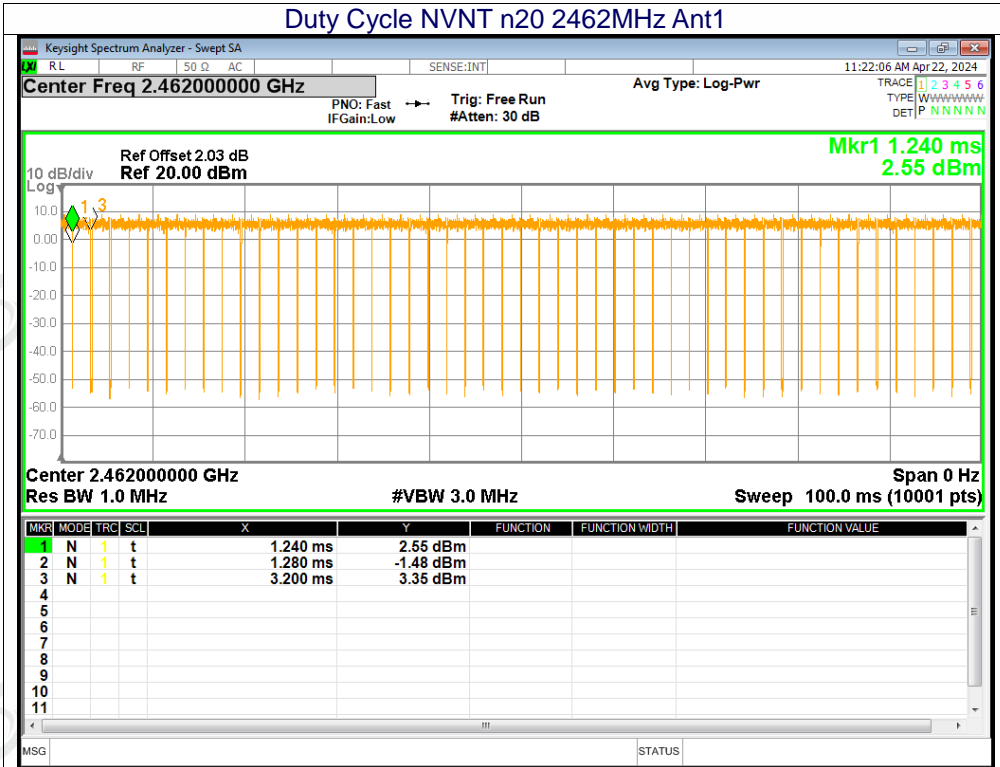 Duty Cycle NVNT n20 2462MHz Ant1
Keysight Spectrum Analyzer - Swept SA
LXI RL RF 50 Ω AC SENSE:INT 11:22:06 AM Apr 22, 2024
Center Freq 2.462000000 GHz
PNO: Fast
IFGain:Low
Trig: Free Run
#Atten: 30 dB
Avg Type: Log-Pwr
TRACE 1 2 3 4 5 6
TYPE WWWWWW
DET P N N N N N
Mkr1 1.240 ms
2.55 dBm
Ref Offset 2.03 dB
Ref 20.00 dBm
10 dB/div
Log
10.0
0.00
-10.0
-20.0
-30.0
-40.0
-50.0
-60.0
-70.0
1 3
Center 2.462000000 GHz Span 0 Hz
Res BW 1.0 MHz #VBW 3.0 MHz Sweep 100.0 ms (10001 pts)
MKR MODE TRC SCL X Y FUNCTION FUNCTION WIDTH FUNCTION VALUE
1 N 1 t 1.240 ms 2.55 dBm
2 N 1 t 1.280 ms -1.48 dBm
3 N 1 t 3.200 ms 3.35 dBm
4
5
6
7
8
9
10
11
MSG STATUS